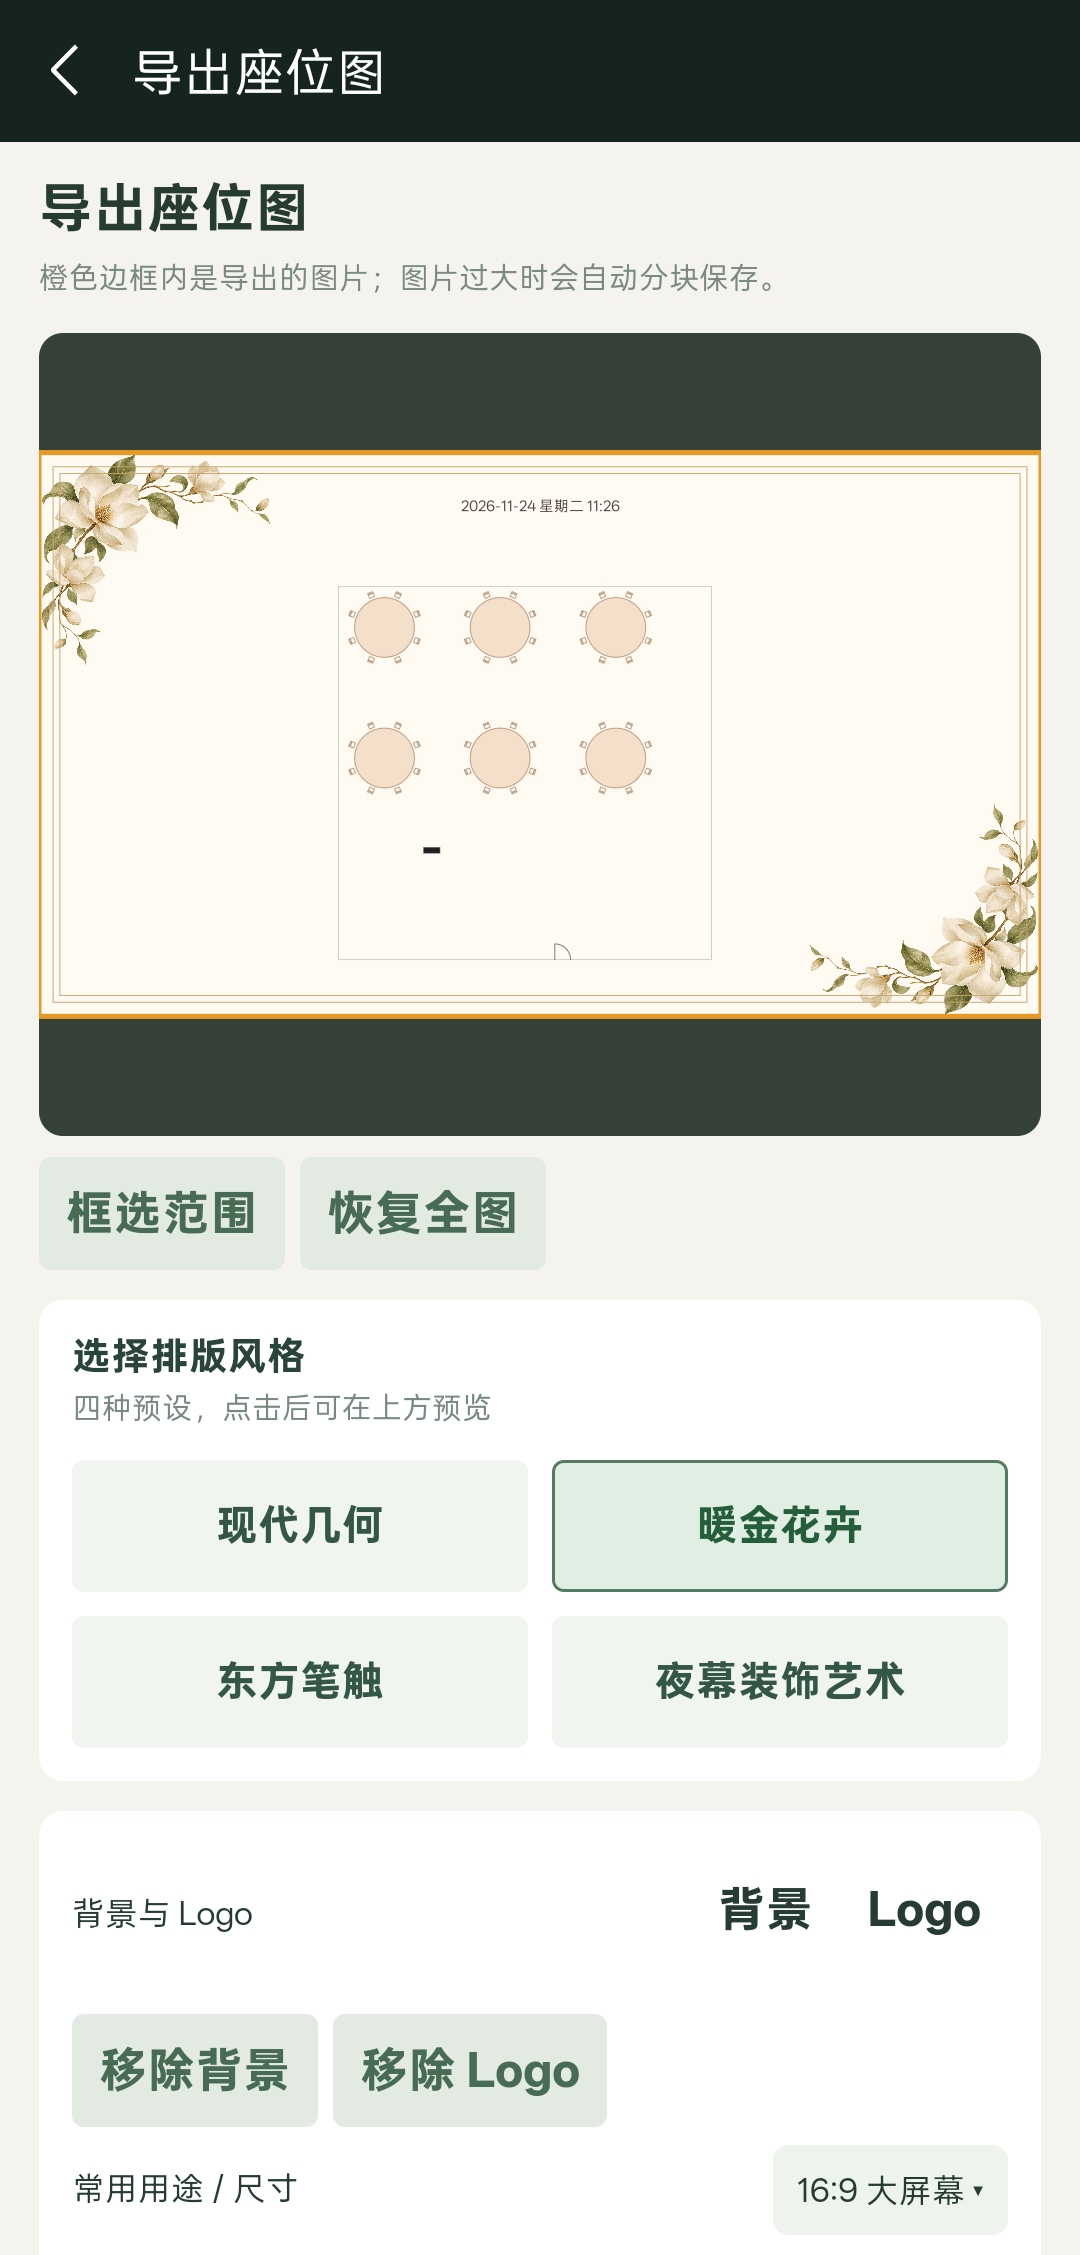 导出座位图
导出座位图
橙色边框内是导出的图片；图片过大时会自动分块保存。
2026-11-24 星期二 11:26
框选范围
恢复全图
选择排版风格
四种预设，点击后可在上方预览
现代几何
暖金花卉
东方笔触
夜幕装饰艺术
背景与 Logo
背景
Logo
移除背景
移除 Logo
常用用途 / 尺寸
16:9 大屏幕 ▾